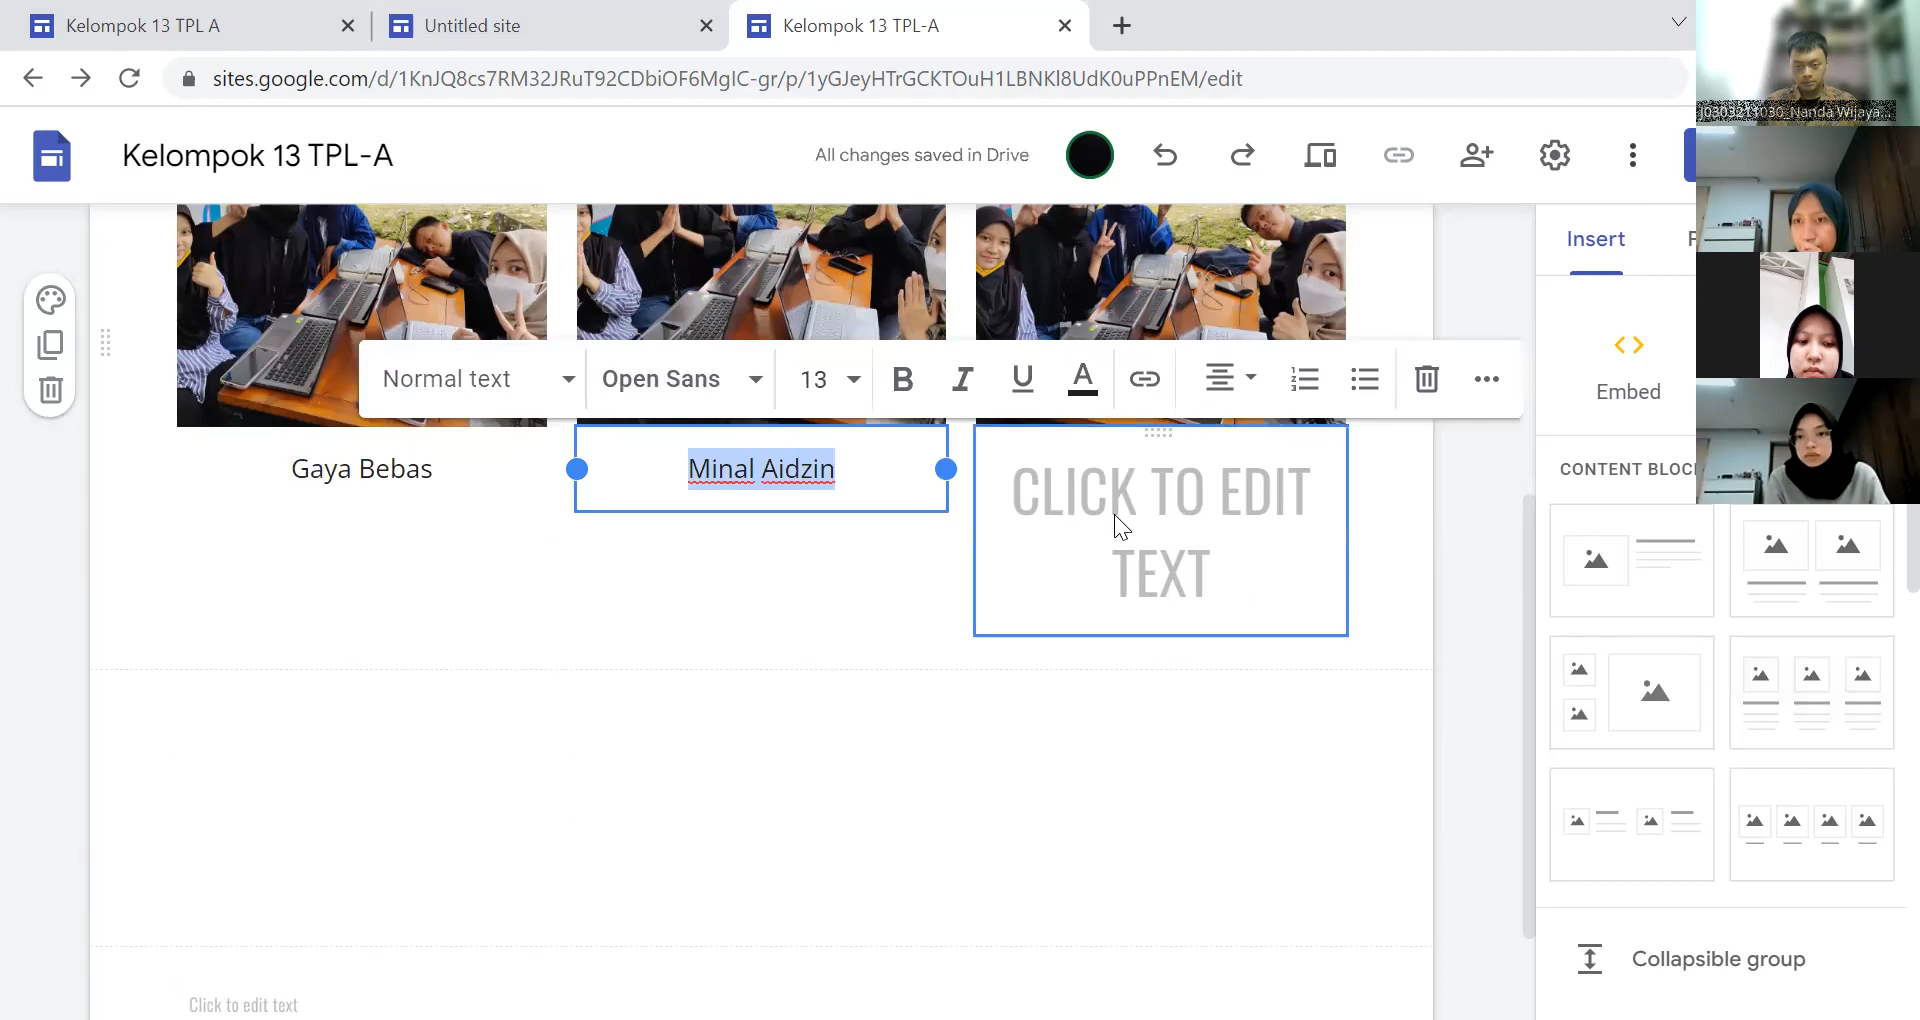 Kelompok 13 TPL A
Untitled site
Kelompok 13 TPL-A
sites.google.com/d/1KnJQ8cs7RM32JRuT92CDbiOF6MgIC-gr/p/1yGJeyHTrGCKTOuH1LBNKl8UdK0uPPnEM/edit
J0303211030_Nanda Wijaya...
Kelompok 13 TPL-A
All changes saved in Drive
Insert
Normal text
Open Sans
13
B
I
U
A
Embed
Gaya Bebas
Minal Aidzin
CLICK TO EDIT
TEXT
CONTENT BLOC
Collapsible group
Click to edit text